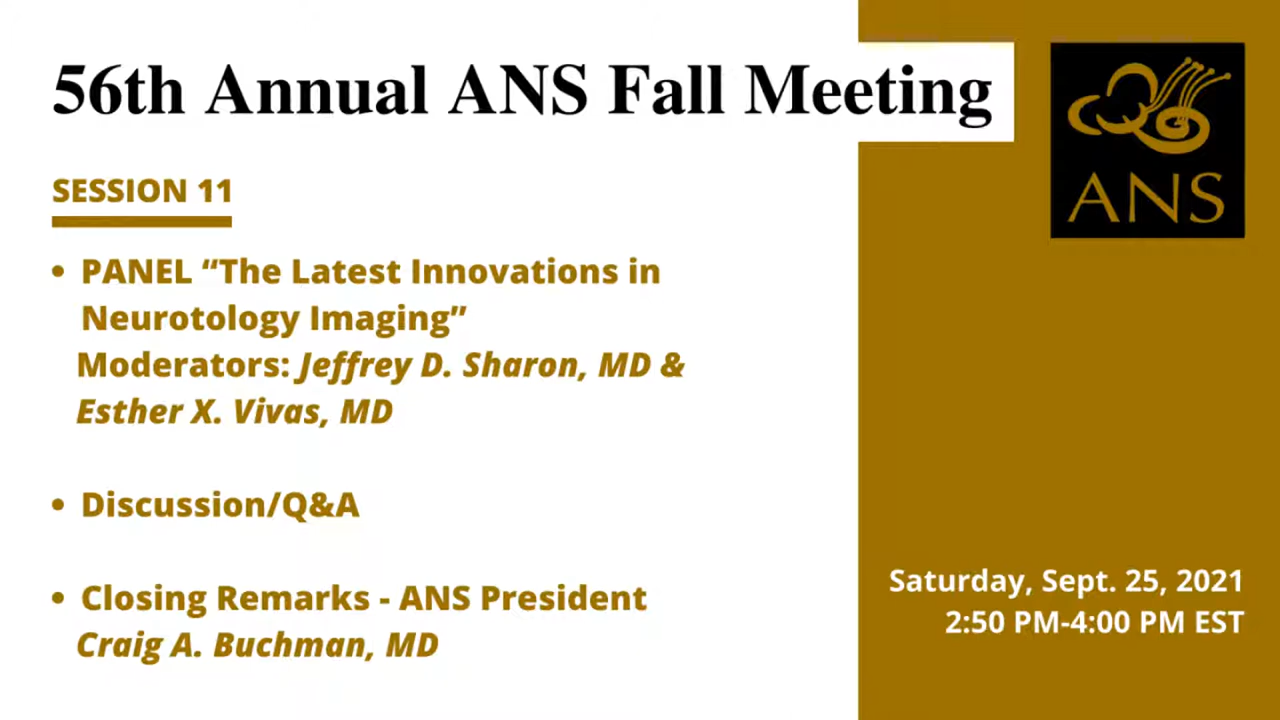 56th Annual ANS Fall Meeting
ANS
SESSION 11
• PANEL “The Latest Innovations in
Neurotology Imaging”
Moderators: Jeffrey D. Sharon, MD &
Esther X. Vivas, MD
• Discussion/Q&A
• Closing Remarks - ANS President
Craig A. Buchman, MD
Saturday, Sept. 25, 2021
2:50 PM-4:00 PM EST